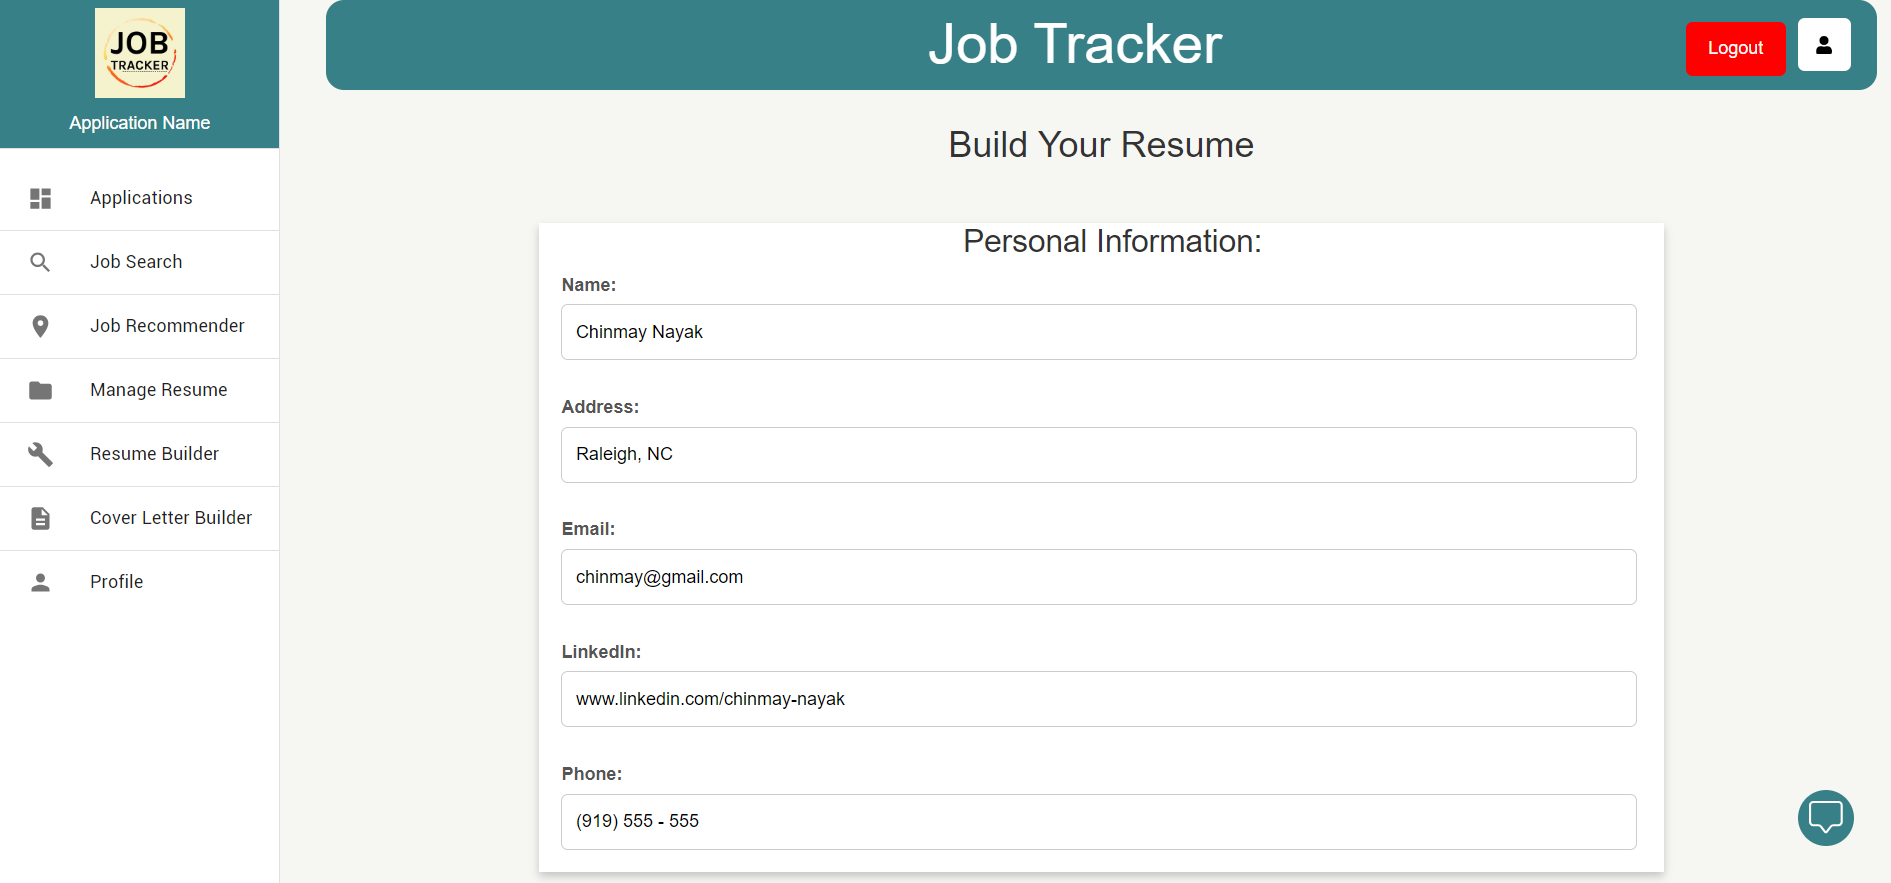 JOB
TRACKER
Application Name
Applications
Job Search
Job Recommender
Manage Resume
Resume Builder
Cover Letter Builder
Profile
Job Tracker
Logout
Build Your Resume
Personal Information:
Name:
Chinmay Nayak
Address:
Raleigh, NC
Email:
chinmay@gmail.com
LinkedIn:
www.linkedin.com/chinmay-nayak
Phone:
(919) 555 - 555